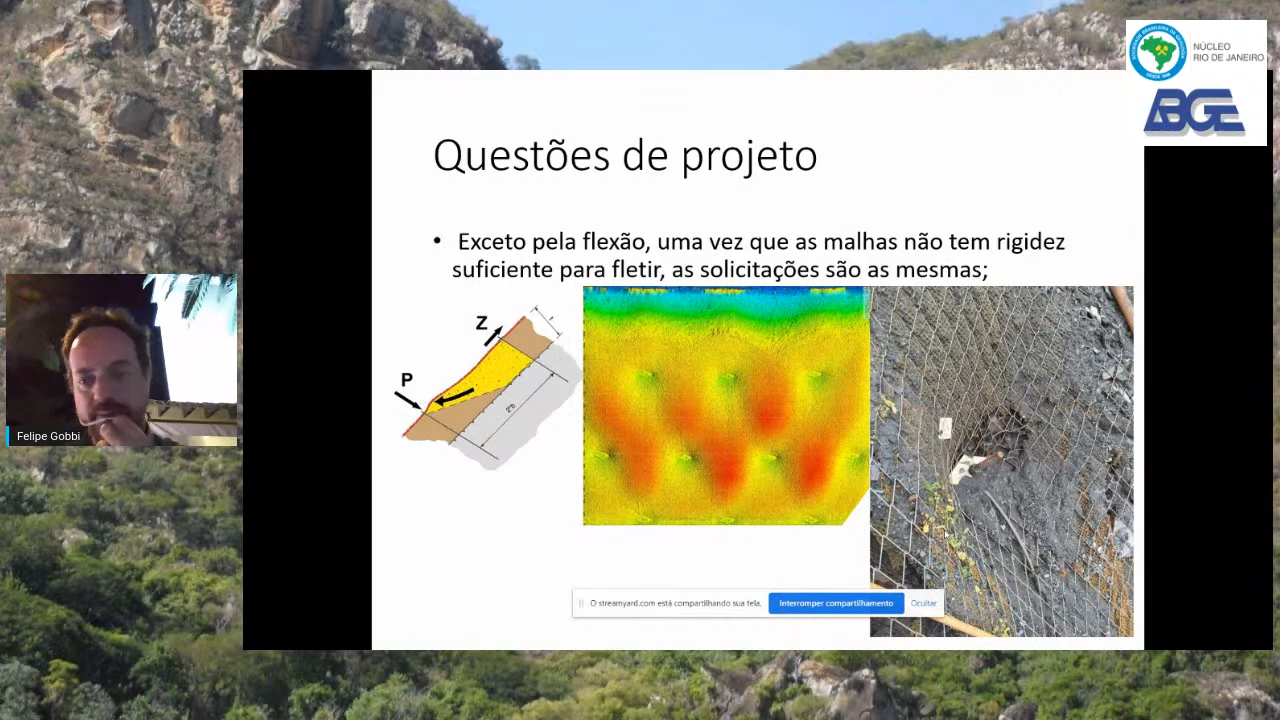 NÚCLEO
RIO DE JANEIRO
ABGE
Questões de projeto
• Exceto pela flexão, uma vez que as malhas não tem rigidez
suficiente para fletir, as solicitações são as mesmas;
Z
P
2*b
Felipe Gobbi
O streamyard.com está compartilhando sua tela.
Interromper compartilhamento
Ocultar